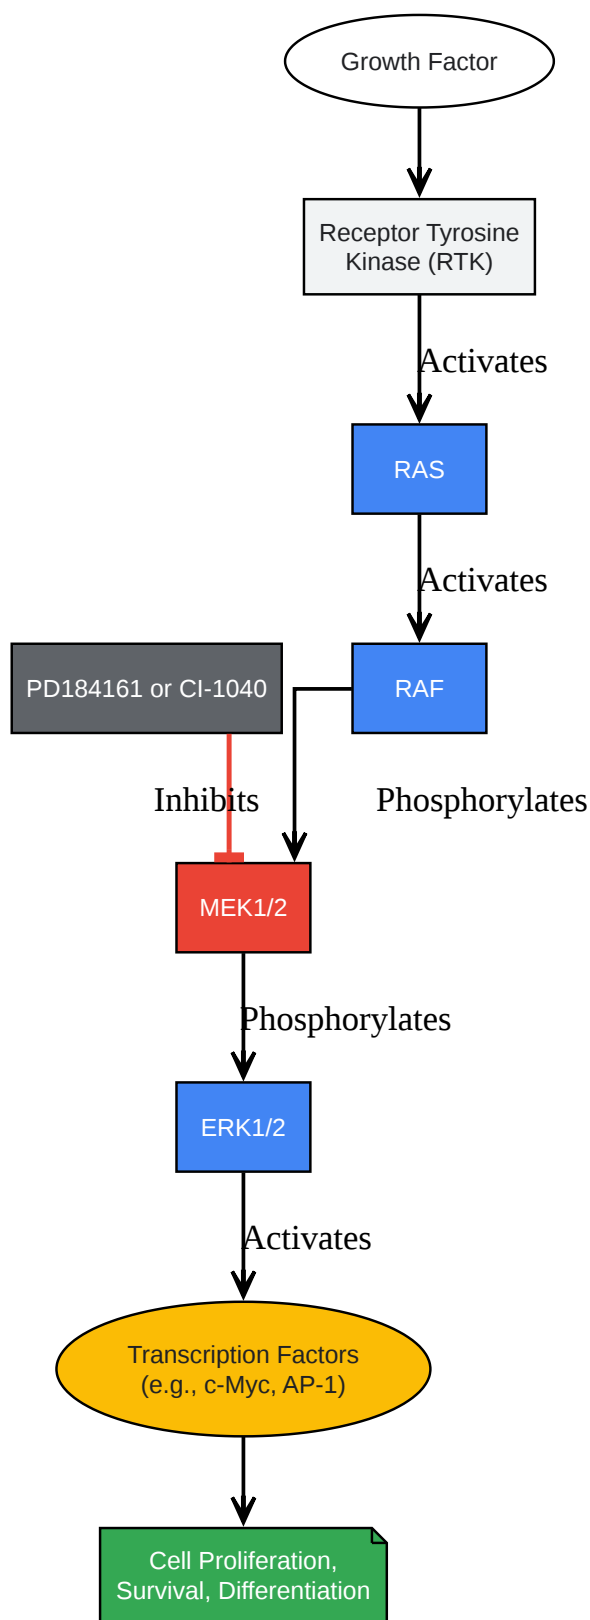 Growth Factor
Receptor Tyrosine
Kinase (RTK)
Activates
RAS
Activates
PD184161 or CI-1040
RAF
Inhibits
Phosphorylates
MEK1/2
Phosphorylates
ERK1/2
Activates
Transcription Factors
(e.g., c-Myc, AP-1)
Cell Proliferation,
Survival, Differentiation